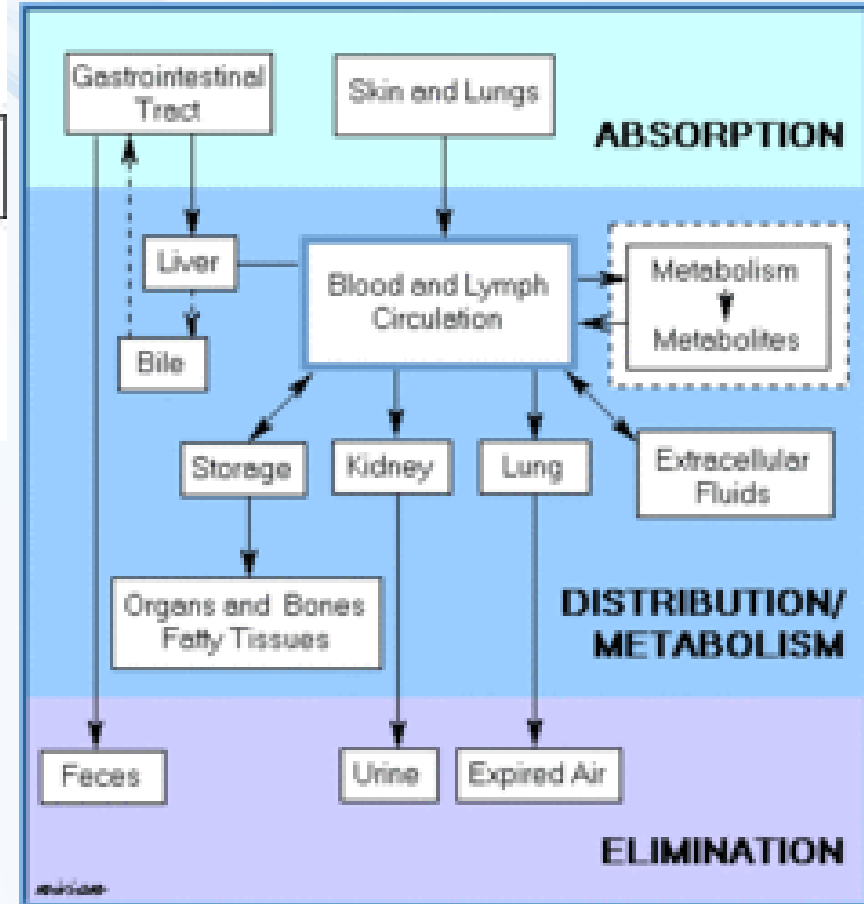 Gastrointestinal
Tract
Skin and Lungs
ABSORPTION
Liver
Blood and Lymph
Circulation
Metabolism
Metabolites
Bile
Storage
Kidney
Lung
Extracellular
Fluids
Organs and Bones
Fatty Tissues
DISTRIBUTION/
METABOLISM
Feces
Urine
Expired Air
ELIMINATION